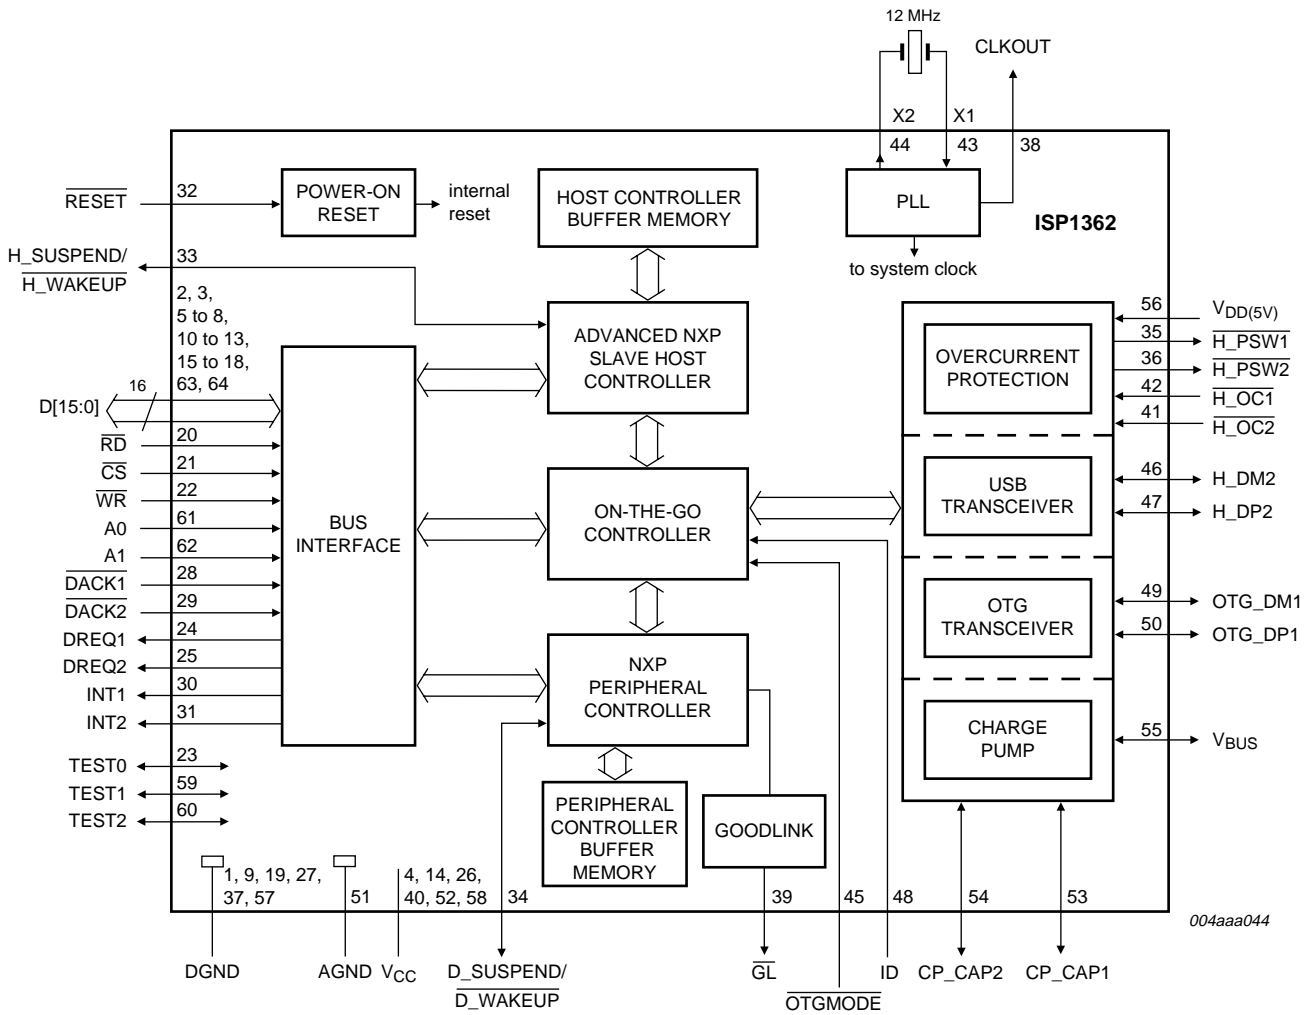 12 MHz
CLKOUT
X2
X1
44
43
38
RESET
32
POWER-ON
RESET
internal
reset
HOST CONTROLLER
BUFFER MEMORY
PLL
ISP1362
to system clock
H_SUSPEND/
H_WAKEUP
33
2, 3,
5 to 8,
10 to 13,
15 to 18,
63, 64
16
D[15:0]
RD
20
CS
21
WR
22
A0
61
A1
62
DACK1
28
DACK2
29
DREQ1
24
DREQ2
25
INT1
30
INT2
31
TEST0
23
TEST1
59
TEST2
60
BUS
INTERFACE
ADVANCED NXP
SLAVE HOST
CONTROLLER
ON-THE-GO
CONTROLLER
NXP
PERIPHERAL
CONTROLLER
PERIPHERAL
CONTROLLER
BUFFER
MEMORY
GOODLINK
OVERCURRENT
PROTECTION
USB
TRANSCEIVER
OTG
TRANSCEIVER
CHARGE
PUMP
56
VDD(5V)
35
H_PSW1
36
H_PSW2
42
H_OC1
41
H_OC2
46
H_DM2
47
H_DP2
49
OTG_DM1
50
OTG_DP1
55
VBUS
1, 9, 19, 27,
37, 57
51
4, 14, 26,
40, 52, 58
34
39
45
48
54
53
004aaa044
DGND
AGND
VCC
D_SUSPEND/
D_WAKEUP
GL
OTGMODE
ID
CP_CAP2
CP_CAP1